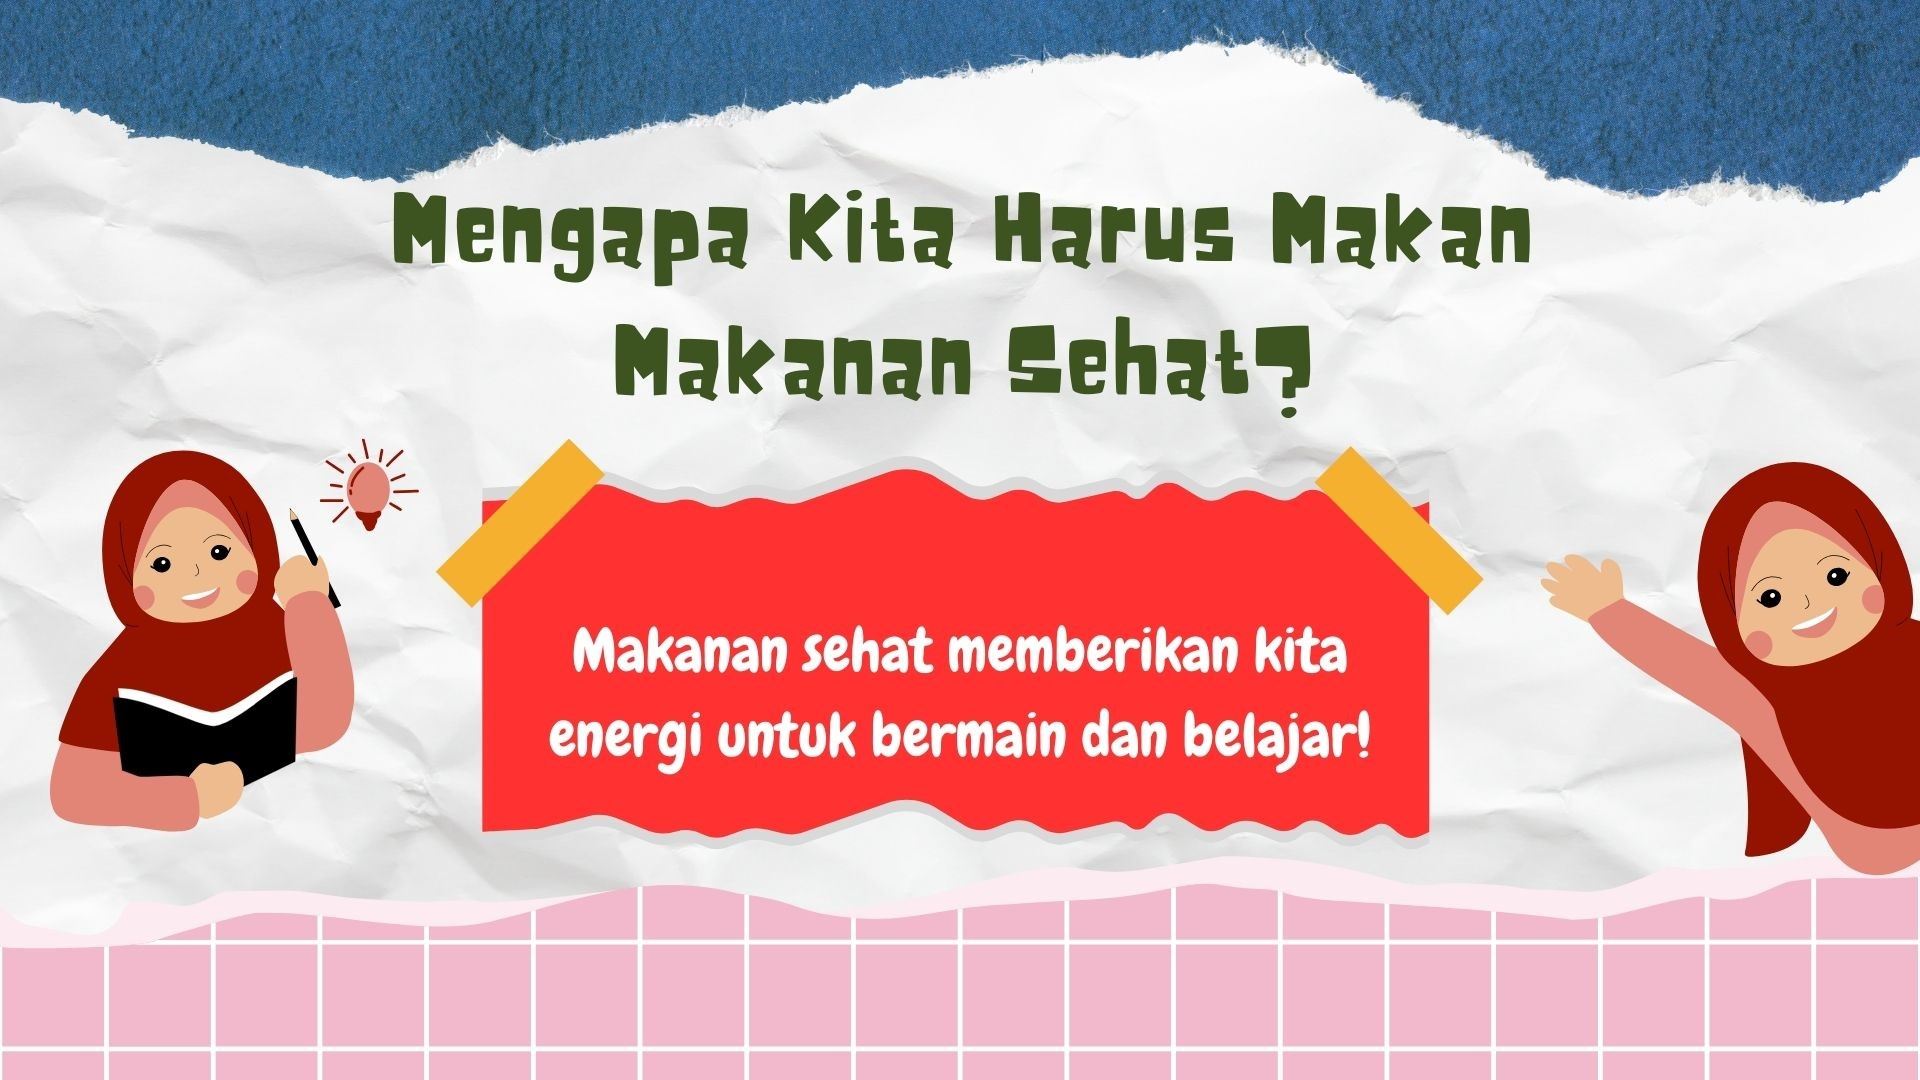 Mengapa Kita Harus Makan
Makanan Sehat?
Makanan sehat memberikan kita
energi untuk bermain dan belajar!